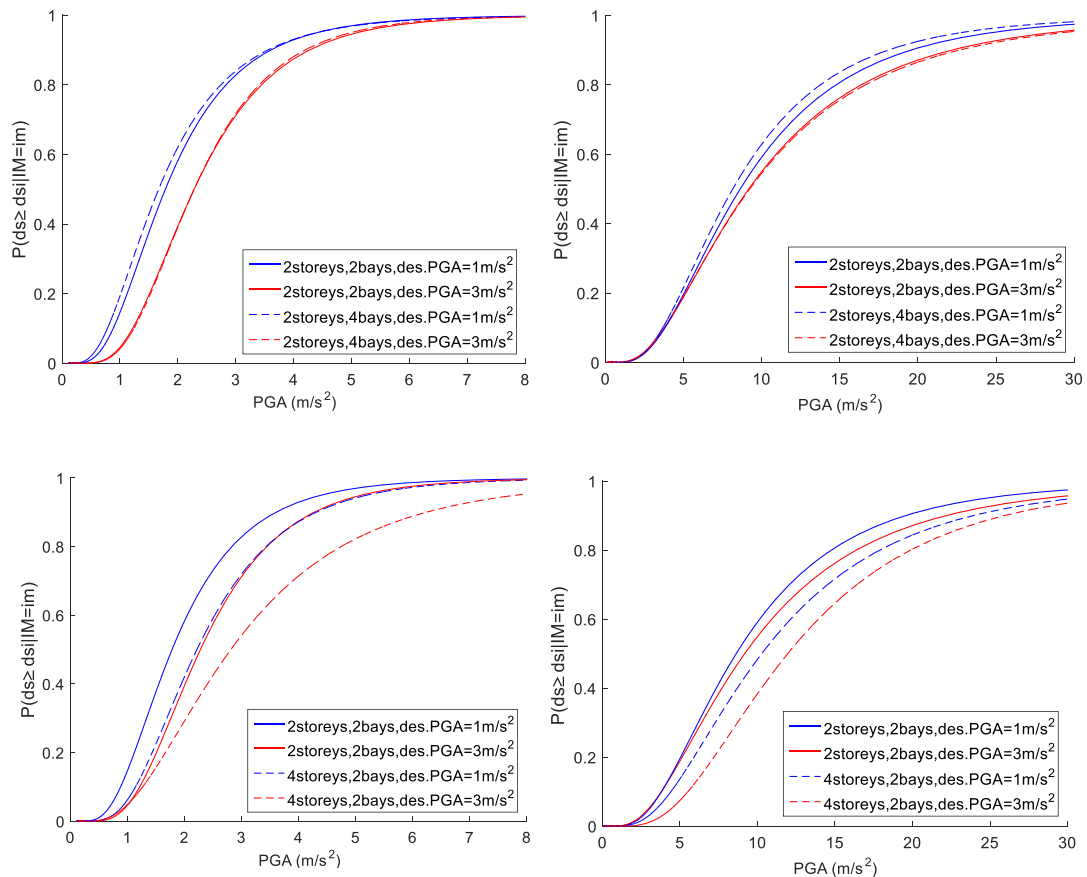 1
0.8
0.6
0.4
0.2
0
0 1 2 3 4 5 6 7 8
PGA (m/s²)
P(ds≥ dsi|IM=im)
2storeys,2bays,des.PGA=1m/s²
2storeys,2bays,des.PGA=3m/s²
2storeys,4bays,des.PGA=1m/s²
2storeys,4bays,des.PGA=3m/s²
1
0.8
0.6
0.4
0.2
0
0 5 10 15 20 25 30
PGA (m/s²)
P(ds≥ dsi|IM=im)
2storeys,2bays,des.PGA=1m/s²
2storeys,2bays,des.PGA=3m/s²
2storeys,4bays,des.PGA=1m/s²
2storeys,4bays,des.PGA=3m/s²
1
0.8
0.6
0.4
0.2
0
0 1 2 3 4 5 6 7 8
PGA (m/s²)
P(ds≥ dsi|IM=im)
2storeys,2bays,des.PGA=1m/s²
2storeys,2bays,des.PGA=3m/s²
4storeys,2bays,des.PGA=1m/s²
4storeys,2bays,des.PGA=3m/s²
1
0.8
0.6
0.4
0.2
0
0 5 10 15 20 25 30
PGA (m/s²)
P(ds≥ dsi|IM=im)
2storeys,2bays,des.PGA=1m/s²
2storeys,2bays,des.PGA=3m/s²
4storeys,2bays,des.PGA=1m/s²
4storeys,2bays,des.PGA=3m/s²